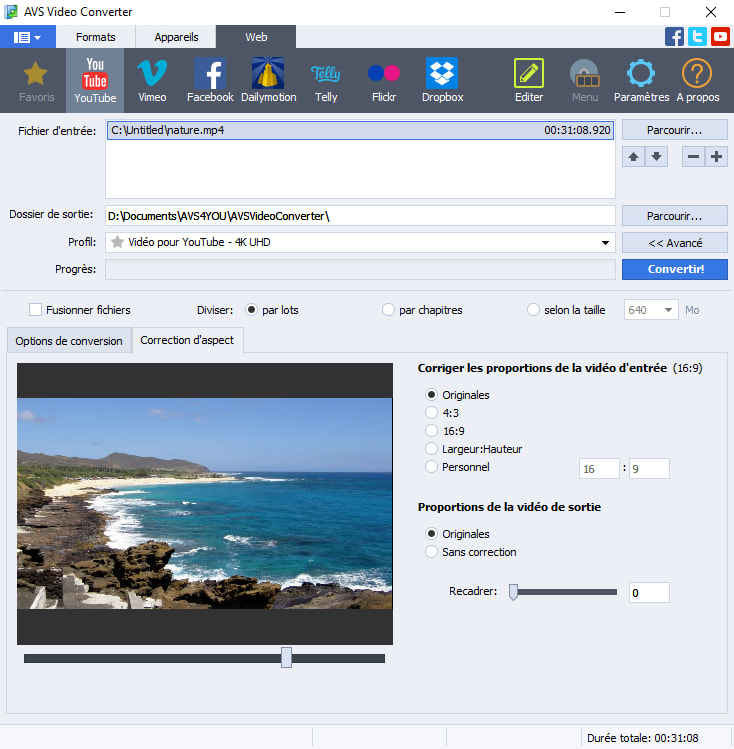 AVS Video Converter
Formats Appareils Web
Favoris You Tube YouTube Vimeo Facebook Dailymotion Telly Telly Flickr Dropbox Editer Menu Paramètres A propos
Fichier d'entrée: C:\Untitled\nature.mp4 00:31:08.920 Parcourir...
Dossier de sortie: D:\Documents\AVS4YOU\AVSVideoConverter\ Parcourir...
Profil: Vidéo pour YouTube - 4K UHD << Avancé
Progrès: Convertir!
Fusionner fichiers Diviser: par lots par chapitres selon la taille 640 Mo
Options de conversion Correction d'aspect
Corriger les proportions de la vidéo d'entrée (16:9)
Originales
4:3
16:9
Largeur:Hauteur
Personnel 16 : 9
Proportions de la vidéo de sortie
Originales
Sans correction
Recadrer: 0
Durée totale: 00:31:08